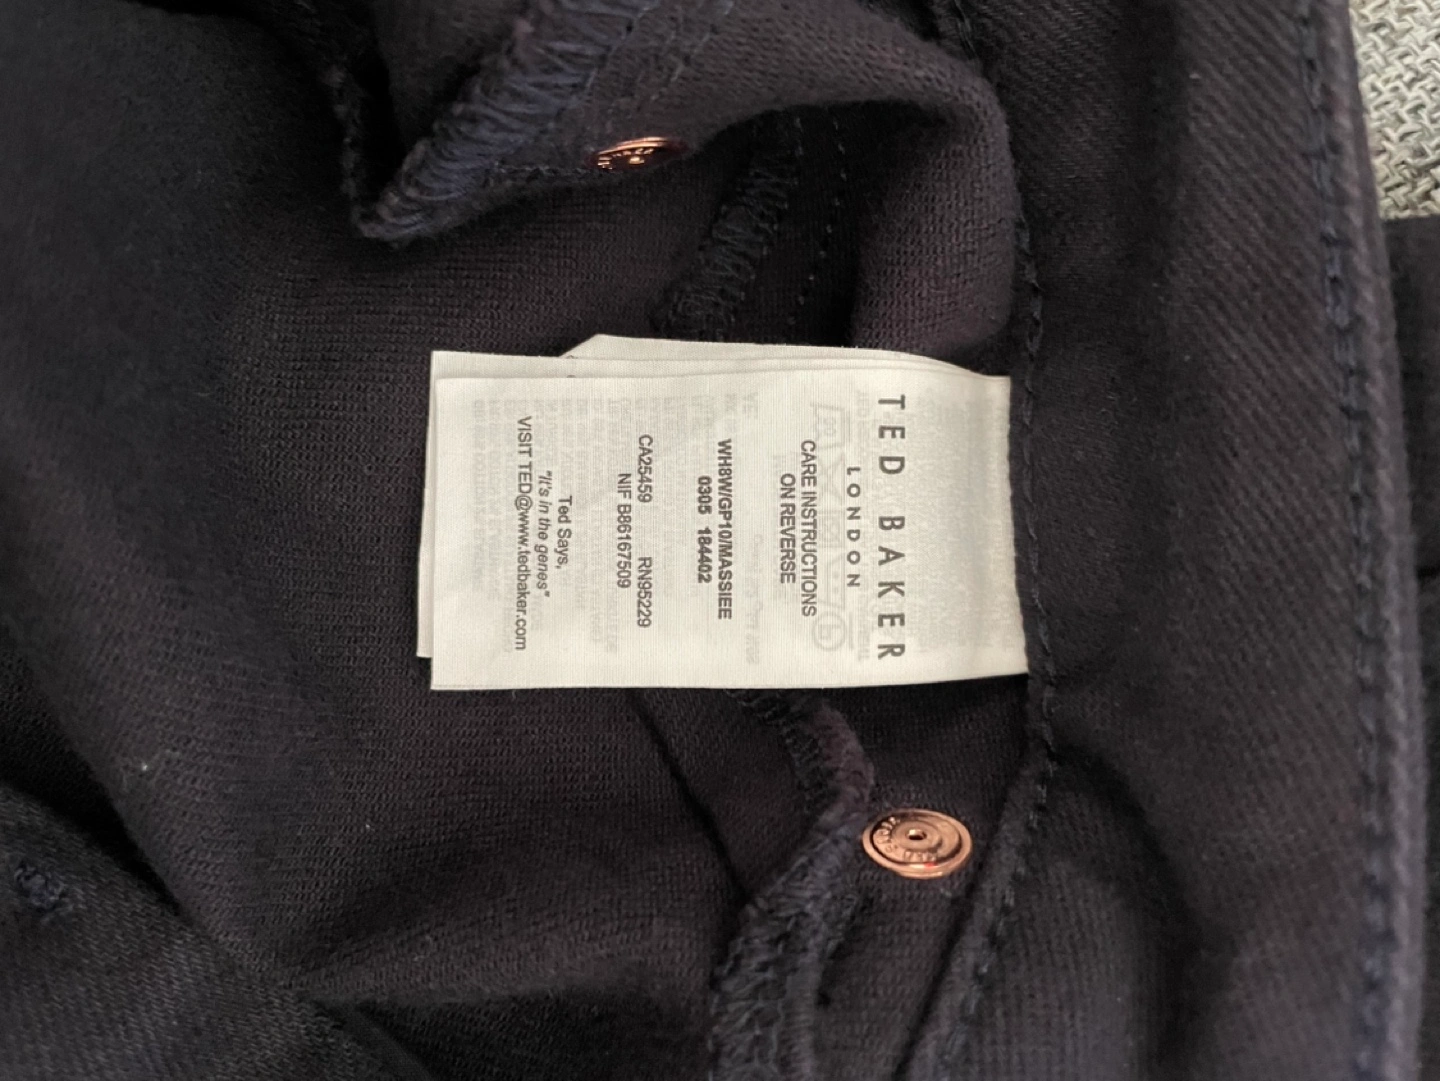 TED BAKER
LONDON
CARE INSTRUCTIONS
ON REVERSE
WH8W/GP10/MASSIEE
0305 184402
CA25459 RN95229
NIF B86167509
Ted Says,
"It's in the genes"
VISIT TED@www.tedbaker.com